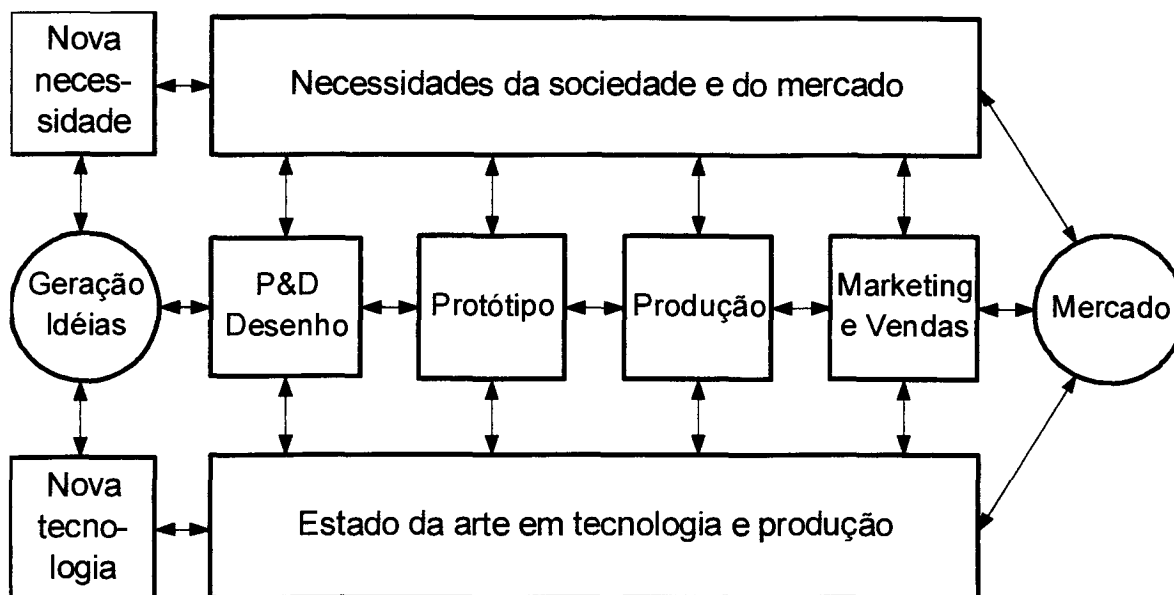 Nova
neces-
sidade
Necessidades da sociedade e do mercado
Geração
Idéias
P&D
Desenho
Protótipo
Produção
Marketing
e Vendas
Mercado
Nova
tecno-
logia
Estado da arte em tecnologia e produção